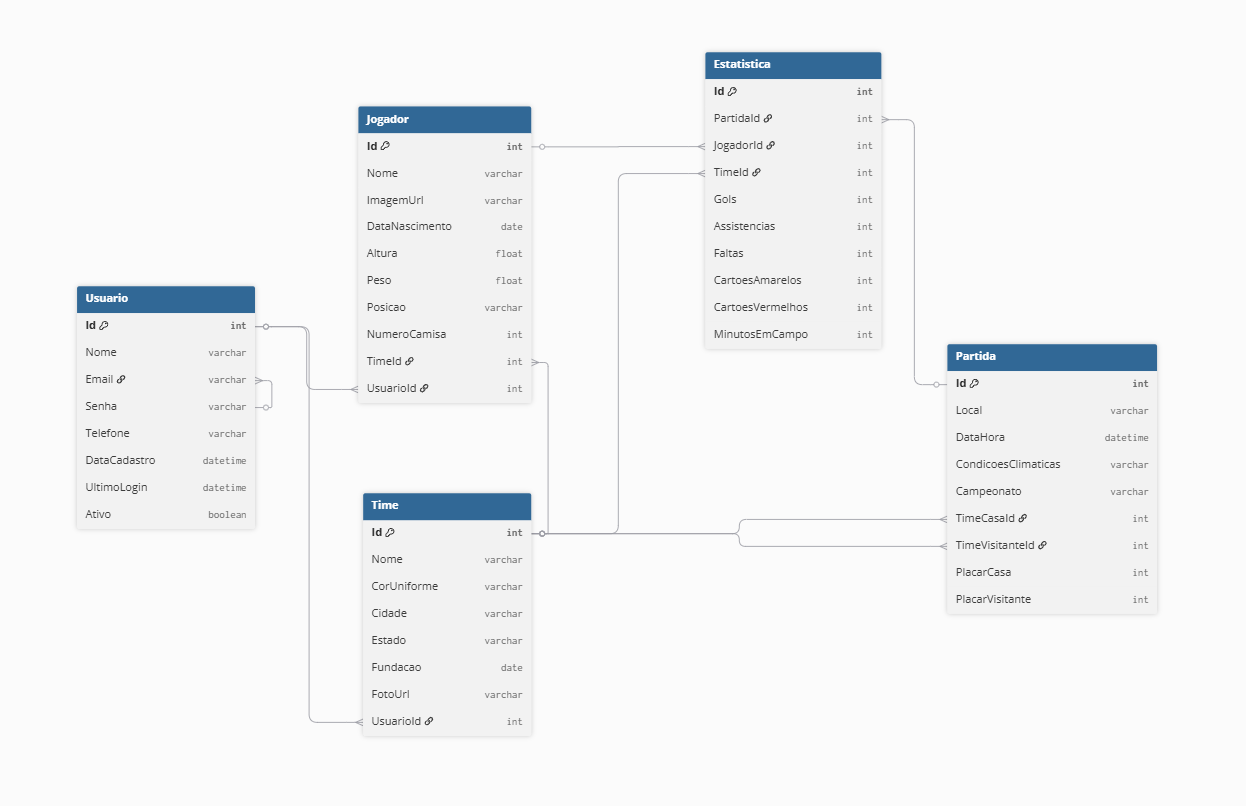 Usuario
Id int
Nome varchar
Email varchar
Senha varchar
Telefone varchar
DataCadastro datetime
UltimoLogin datetime
Ativo boolean
Jogador
Id int
Nome varchar
ImagemUrl varchar
DataNascimento date
Altura float
Peso float
Posicao varchar
NumeroCamisa int
TimeId int
UsuarioId int
Time
Id int
Nome varchar
CorUniforme varchar
Cidade varchar
Estado varchar
Fundacao date
FotoUrl varchar
UsuarioId int
Estatistica
Id int
PartidaId int
JogadorId int
TimeId int
Gols int
Assistencias int
Faltas int
CartoesAmarelos int
CartoesVermelhos int
MinutosEmCampo int
Partida
Id int
Local varchar
DataHora datetime
CondicoesClimaticas varchar
Campeonato varchar
TimeCasaId int
TimeVisitanteId int
PlacarCasa int
PlacarVisitante int